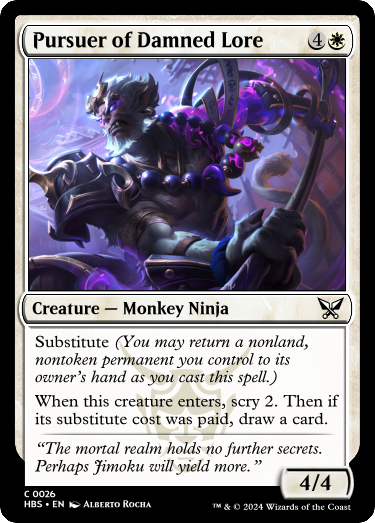 Pursuer of Damned Lore 4
Creature — Monkey Ninja
Substitute (You may return a nonland,
nontoken permanent you control to its
owner's hand as you cast this spell.)
When this creature enters, scry 2. Then if
its substitute cost was paid, draw a card.
“The mortal realm holds no further secrets.
Perhaps Jimoku will yield more.”
4/4
C 0026
HBS • EN Alberto Rocha
™ & © 2024 Wizards of the Coast